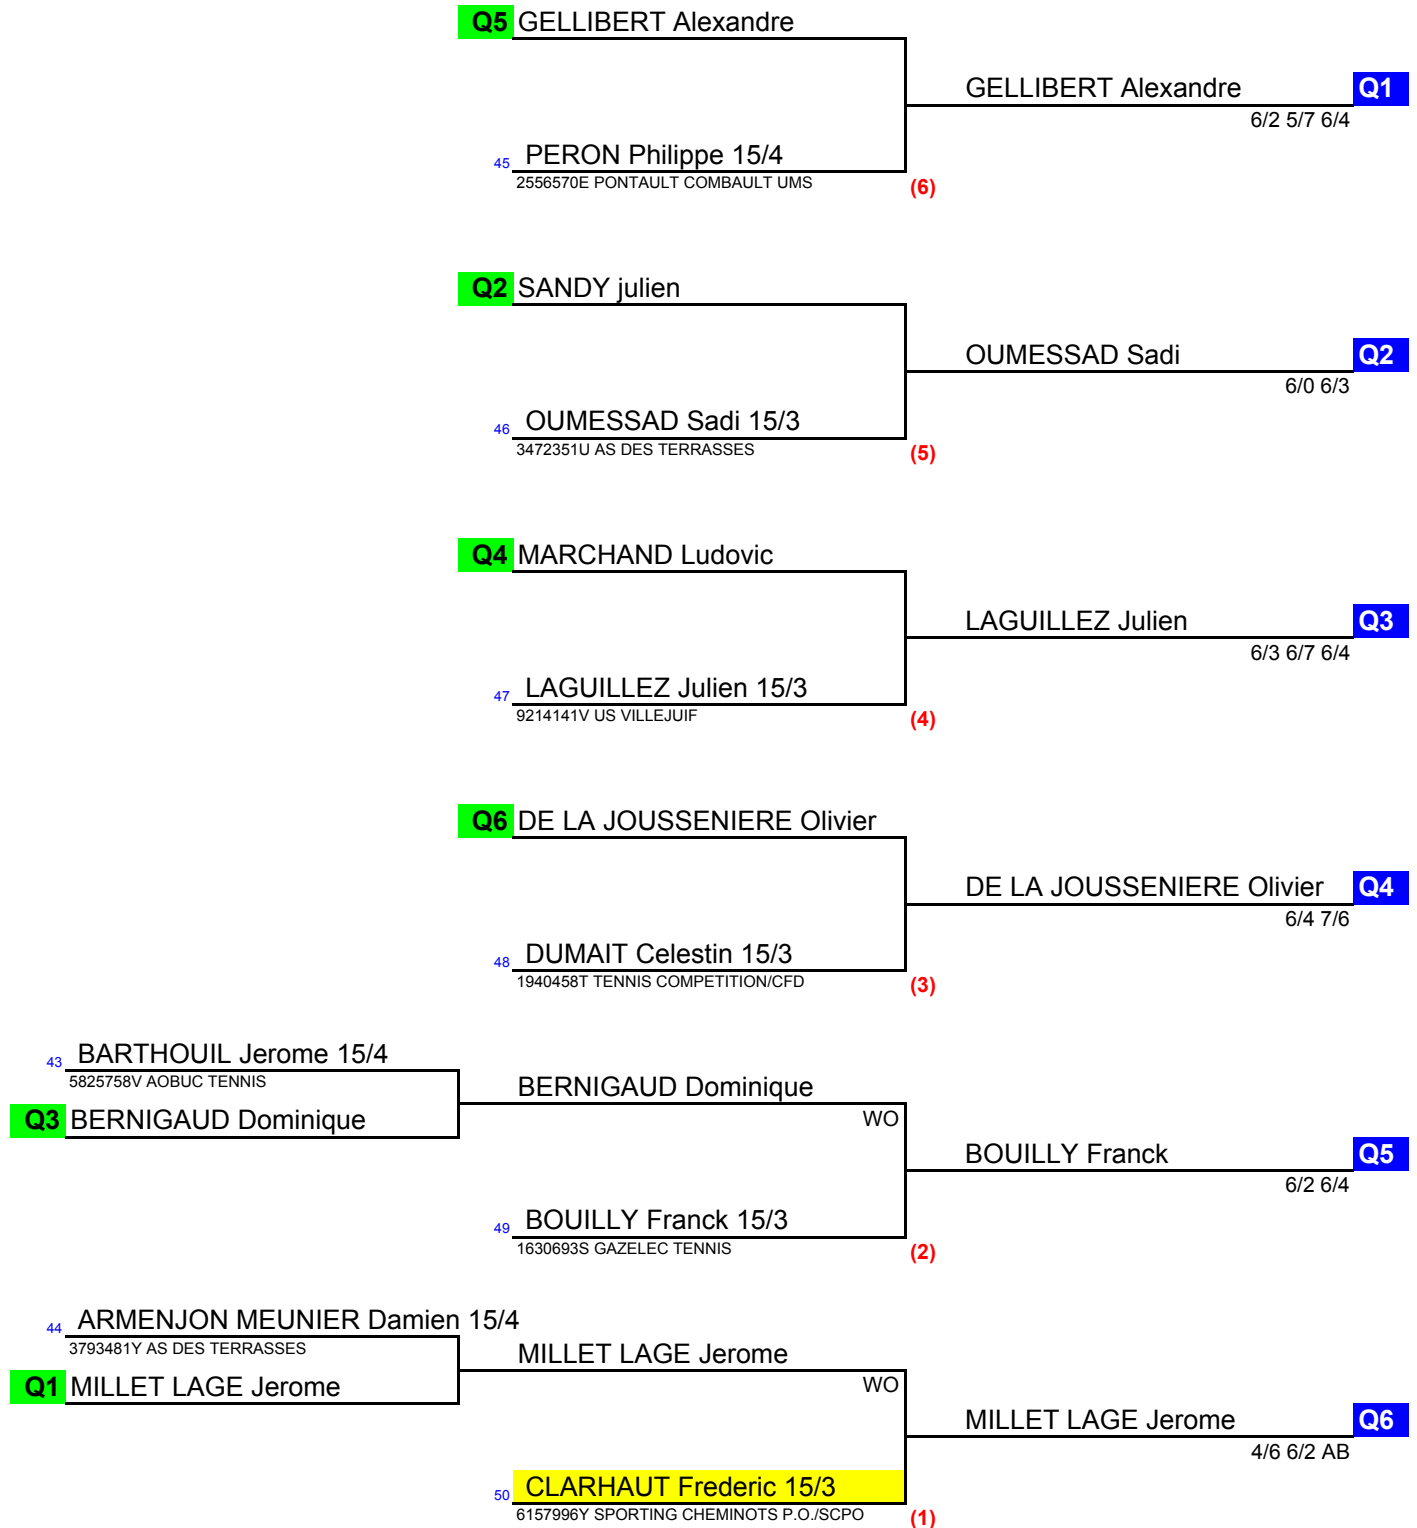 Q5 GELLIBERT Alexandre
GELLIBERT Alexandre Q1
6/2 5/7 6/4
45 PERON Philippe 15/4
2556570E PONTAULT COMBAULT UMS
(6)
Q2 SANDY julien
OUMESSAD Sadi Q2
6/0 6/3
46 OUMESSAD Sadi 15/3
3472351U AS DES TERRASSES
(5)
Q4 MARCHAND Ludovic
LAGUILLEZ Julien Q3
6/3 6/7 6/4
47 LAGUILLEZ Julien 15/3
9214141V US VILLEJUIF
(4)
Q6 DE LA JOUSSENIERE Olivier
DE LA JOUSSENIERE Olivier Q4
6/4 7/6
48 DUMAIT Celestin 15/3
1940458T TENNIS COMPETITION/CFD
(3)
43 BARTHOUIL Jerome 15/4
5825758V AOBUC TENNIS
BERNIGAUD Dominique
Q3 BERNIGAUD Dominique
WO
BOUILLY Franck Q5
6/2 6/4
49 BOUILLY Franck 15/3
1630693S GAZELEC TENNIS
(2)
44 ARMENJON MEUNIER Damien 15/4
3793481Y AS DES TERRASSES
MILLET LAGE Jerome
Q1 MILLET LAGE Jerome
WO
MILLET LAGE Jerome Q6
4/6 6/2 AB
50 CLARHAUT Frederic 15/3
6157996Y SPORTING CHEMINOTS P.O./SCPO
(1)